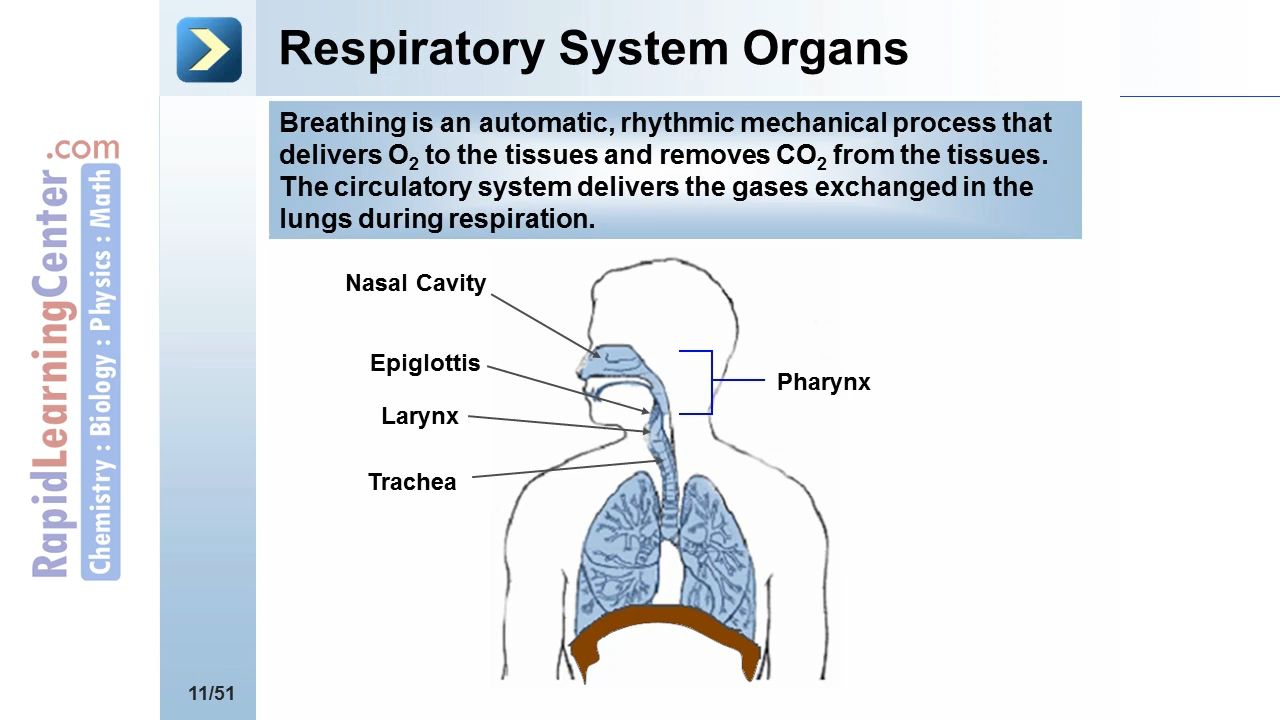 Respiratory System Organs
Breathing is an automatic, rhythmic mechanical process that
delivers O₂ to the tissues and removes CO₂ from the tissues.
The circulatory system delivers the gases exchanged in the
lungs during respiration.
Nasal Cavity
Epiglottis
Larynx
Trachea
Pharynx
RapidLearningCenter.com
Chemistry : Biology : Physics : Math
11/51